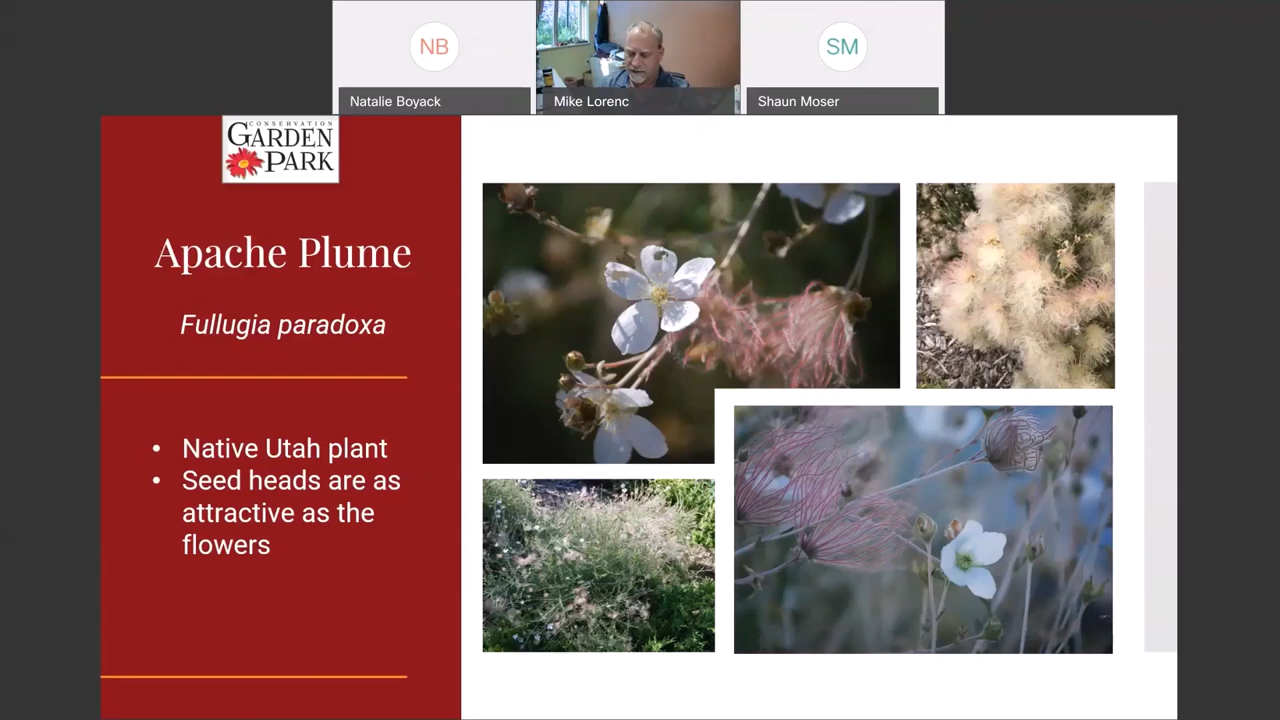 NB
SM
Natalie Boyack
Mike Lorenc
Shaun Moser
CONSERVATION
GARDEN
PARK
Apache Plume
Fullugia paradoxa
• Native Utah plant
• Seed heads are as
attractive as the
flowers